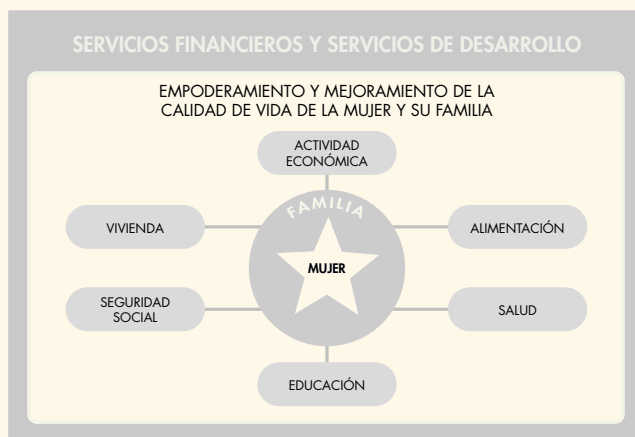 SERVICIOS FINANCIEROS Y SERVICIOS DE DESARROLLO
EMPODERAMIENTO Y MEJORAMIENTO DE LA
CALIDAD DE VIDA DE LA MUJER Y SU FAMILIA
ACTIVIDAD
ECONÓMICA
FAMILIA
VIVIENDA
ALIMENTACIÓN
MUJER
SEGURIDAD
SOCIAL
SALUD
EDUCACIÓN